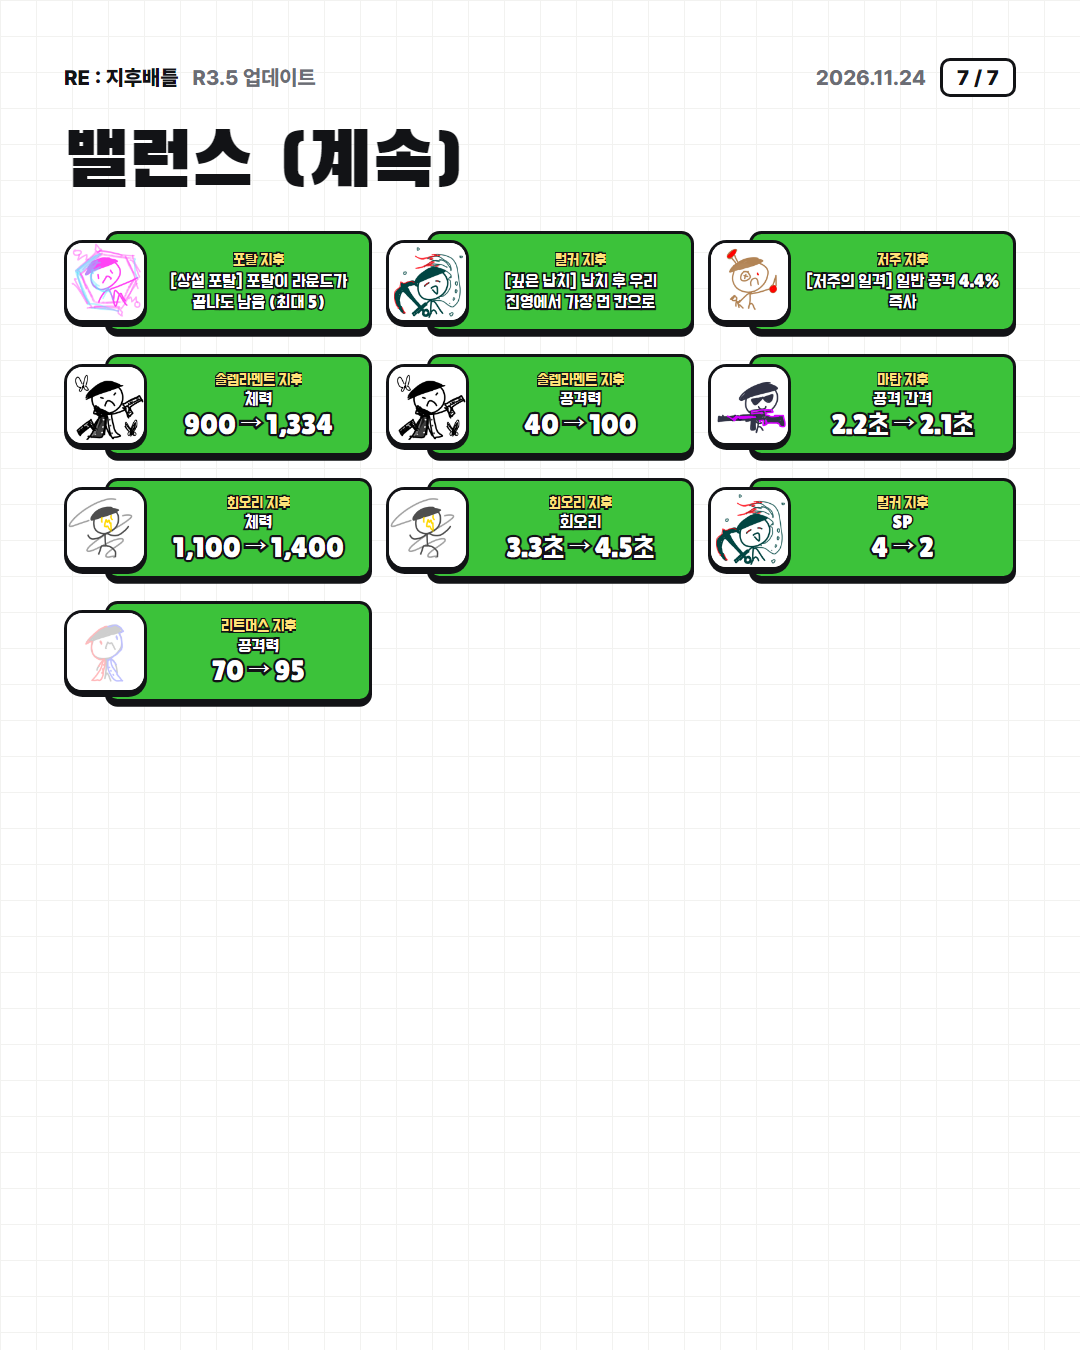 RE : 지후배틀 R3.5 업데이트
2026.11.24 7 / 7
밸런스 (계속)
포탈 지후
[상설 포탈] 포탈이 라운드가
끝나도 남음 (최대 5)
헐커 지후
[깊은 납치] 납치 후 우리
진영에서 가장 먼 칸으로
저주 지후
[저주의 일격] 일반 공격 4.4%
즉사
솔렘라멘트 지후
체력
900 → 1,334
솔렘라멘트 지후
공격력
40 → 100
마탄 지후
공격 간격
2.2초 → 2.1초
회오리 지후
체력
1,100 → 1,400
회오리 지후
회오리
3.3초 → 4.5초
헐커 지후
SP
4 → 2
리트머스 지후
공격력
70 → 95